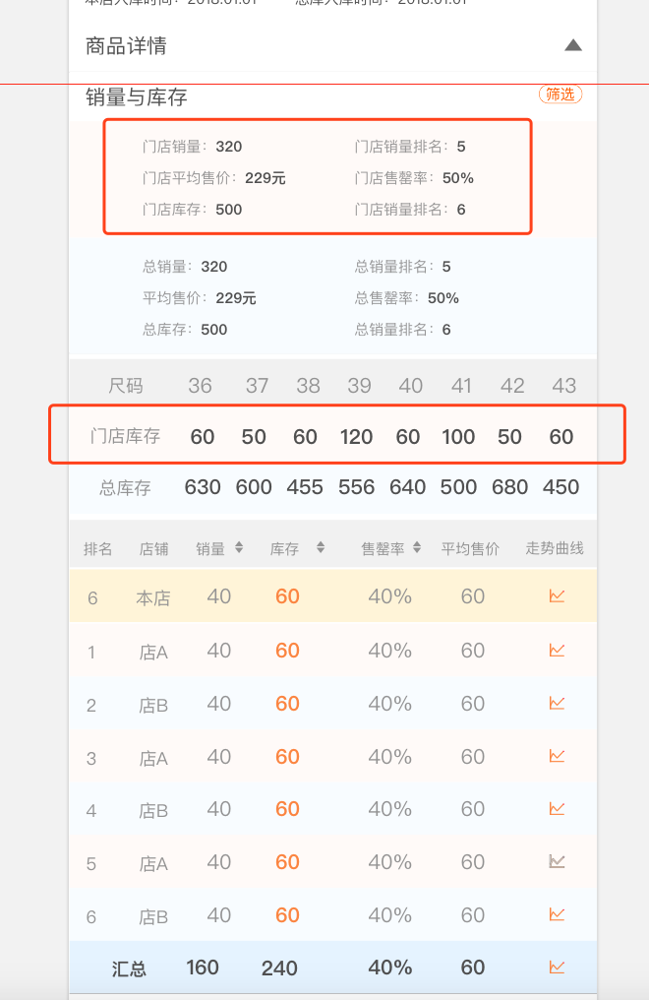 本店入库时间：2018.01.01 总库入库时间：2018.01.01
商品详情
销量与库存 筛选
门店销量：320 门店销量排名：5
门店平均售价：229元 门店售罄率：50%
门店库存：500 门店销量排名：6
总销量：320 总销量排名：5
平均售价：229元 总售罄率：50%
总库存：500 总销量排名：6
尺码 36 37 38 39 40 41 42 43
门店库存 60 50 60 120 60 100 50 60
总库存 630 600 455 556 640 500 680 450
排名 店铺 销量 库存 售罄率 平均售价 走势曲线
6 本店 40 60 40% 60
1 店A 40 60 40% 60
2 店B 40 60 40% 60
3 店A 40 60 40% 60
4 店B 40 60 40% 60
5 店A 40 60 40% 60
6 店B 40 60 40% 60
汇总 160 240 40% 60